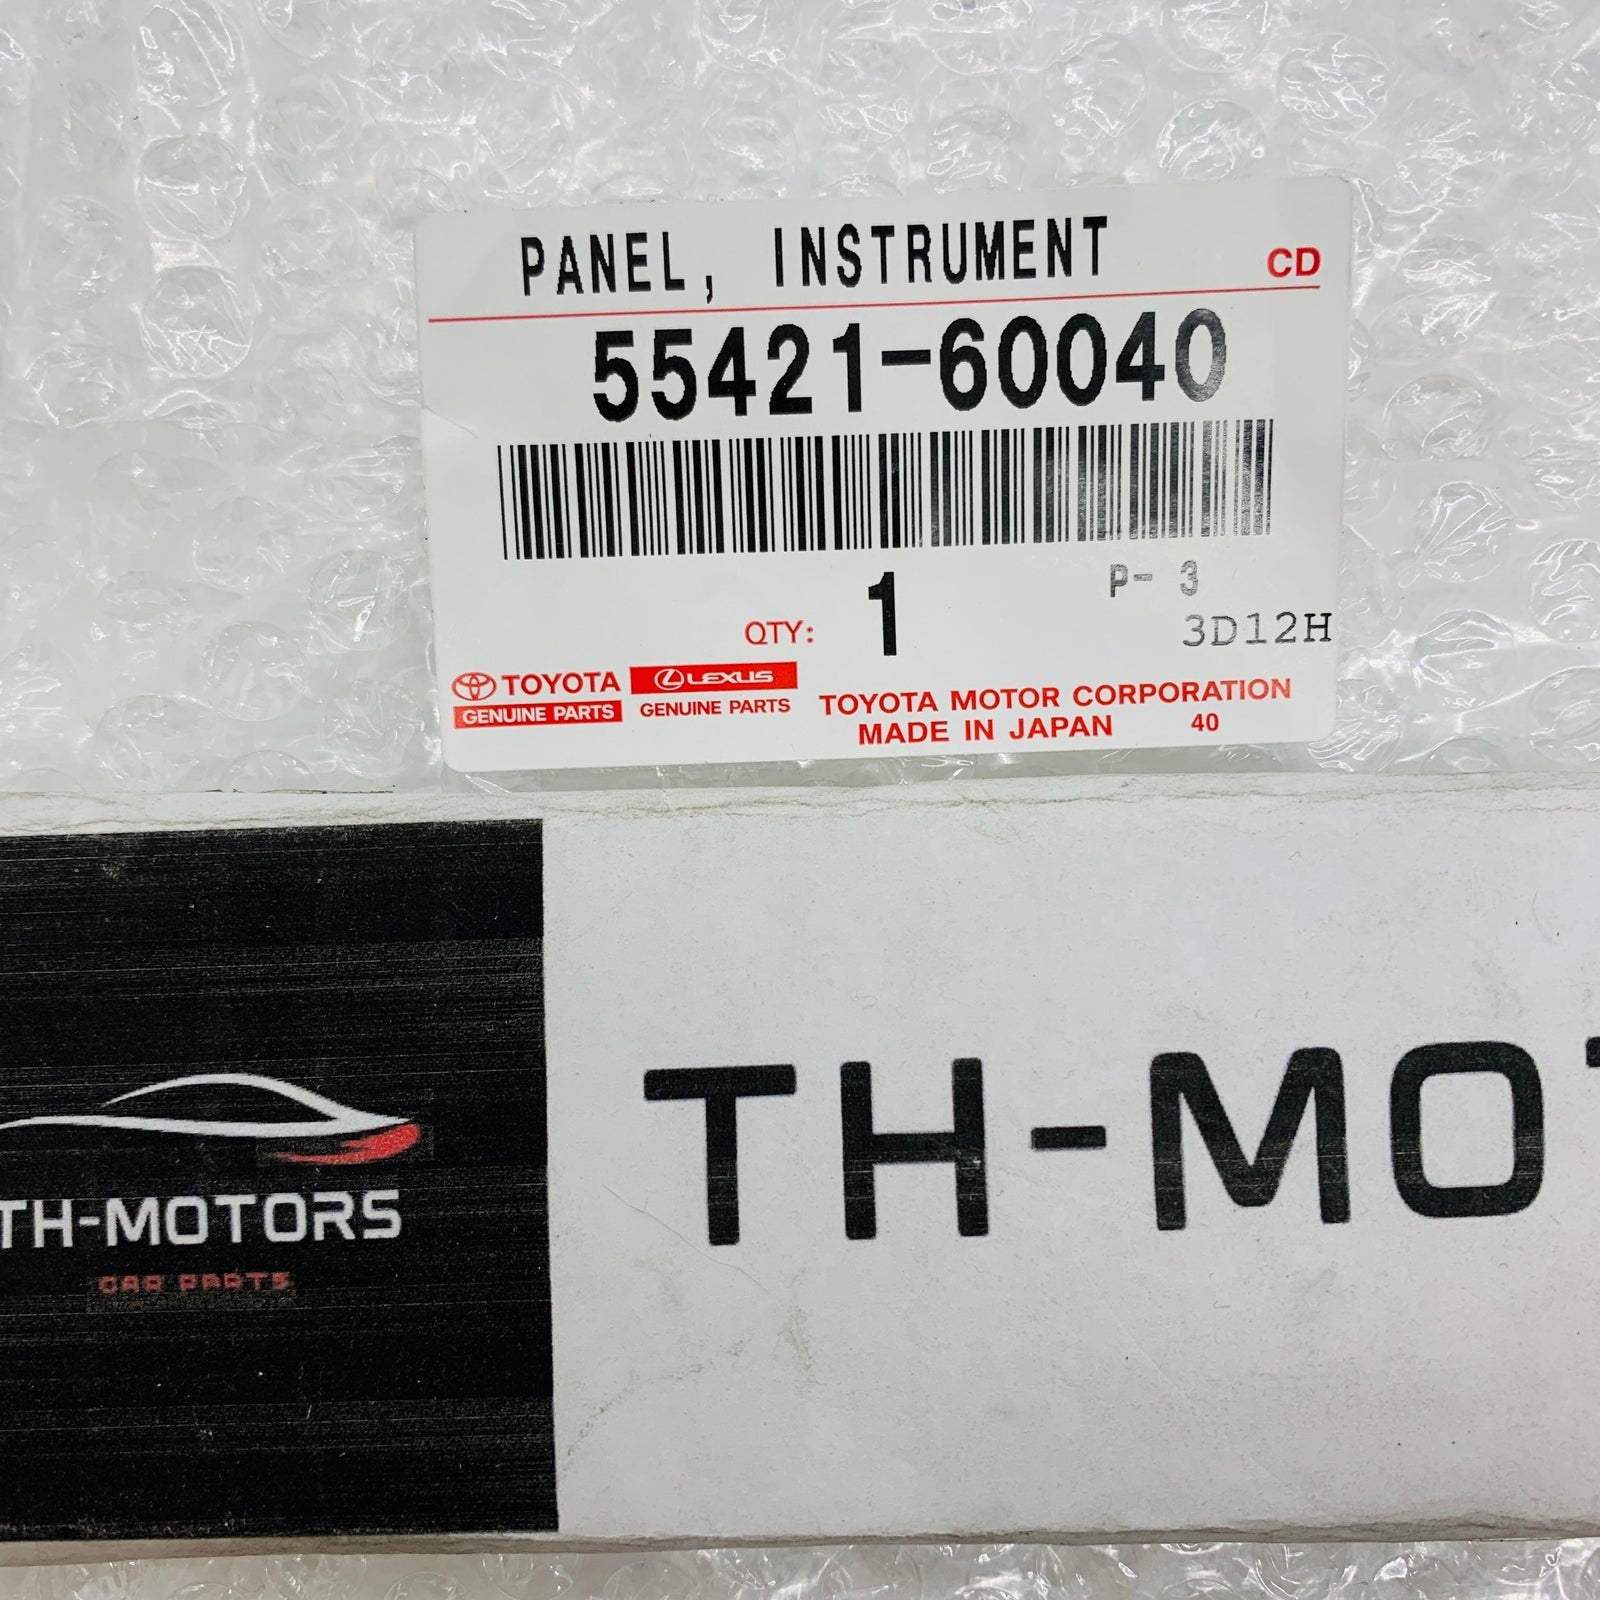 PANEL, INSTRUMENT CD
55421-60040
P- 3
QTY: 1
3D12H
TOYOTA LEXUS
GENUINE PARTS GENUINE PARTS
TOYOTA MOTOR CORPORATION
MADE IN JAPAN 40
TH-MOTORS
CAR PARTS
TH-MO